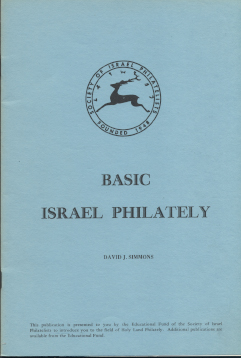 SOCIETY OF ISRAEL PHILATELISTS
FOUNDED 1948
BASIC
ISRAEL PHILATELY
DAVID J. SIMMONS
This publication is presented to you by the Educational Fund of the Society of Israel
Philatelists to introduce you to the field of Holy Land Philately. Additional publications are
available from the Educational Fund.